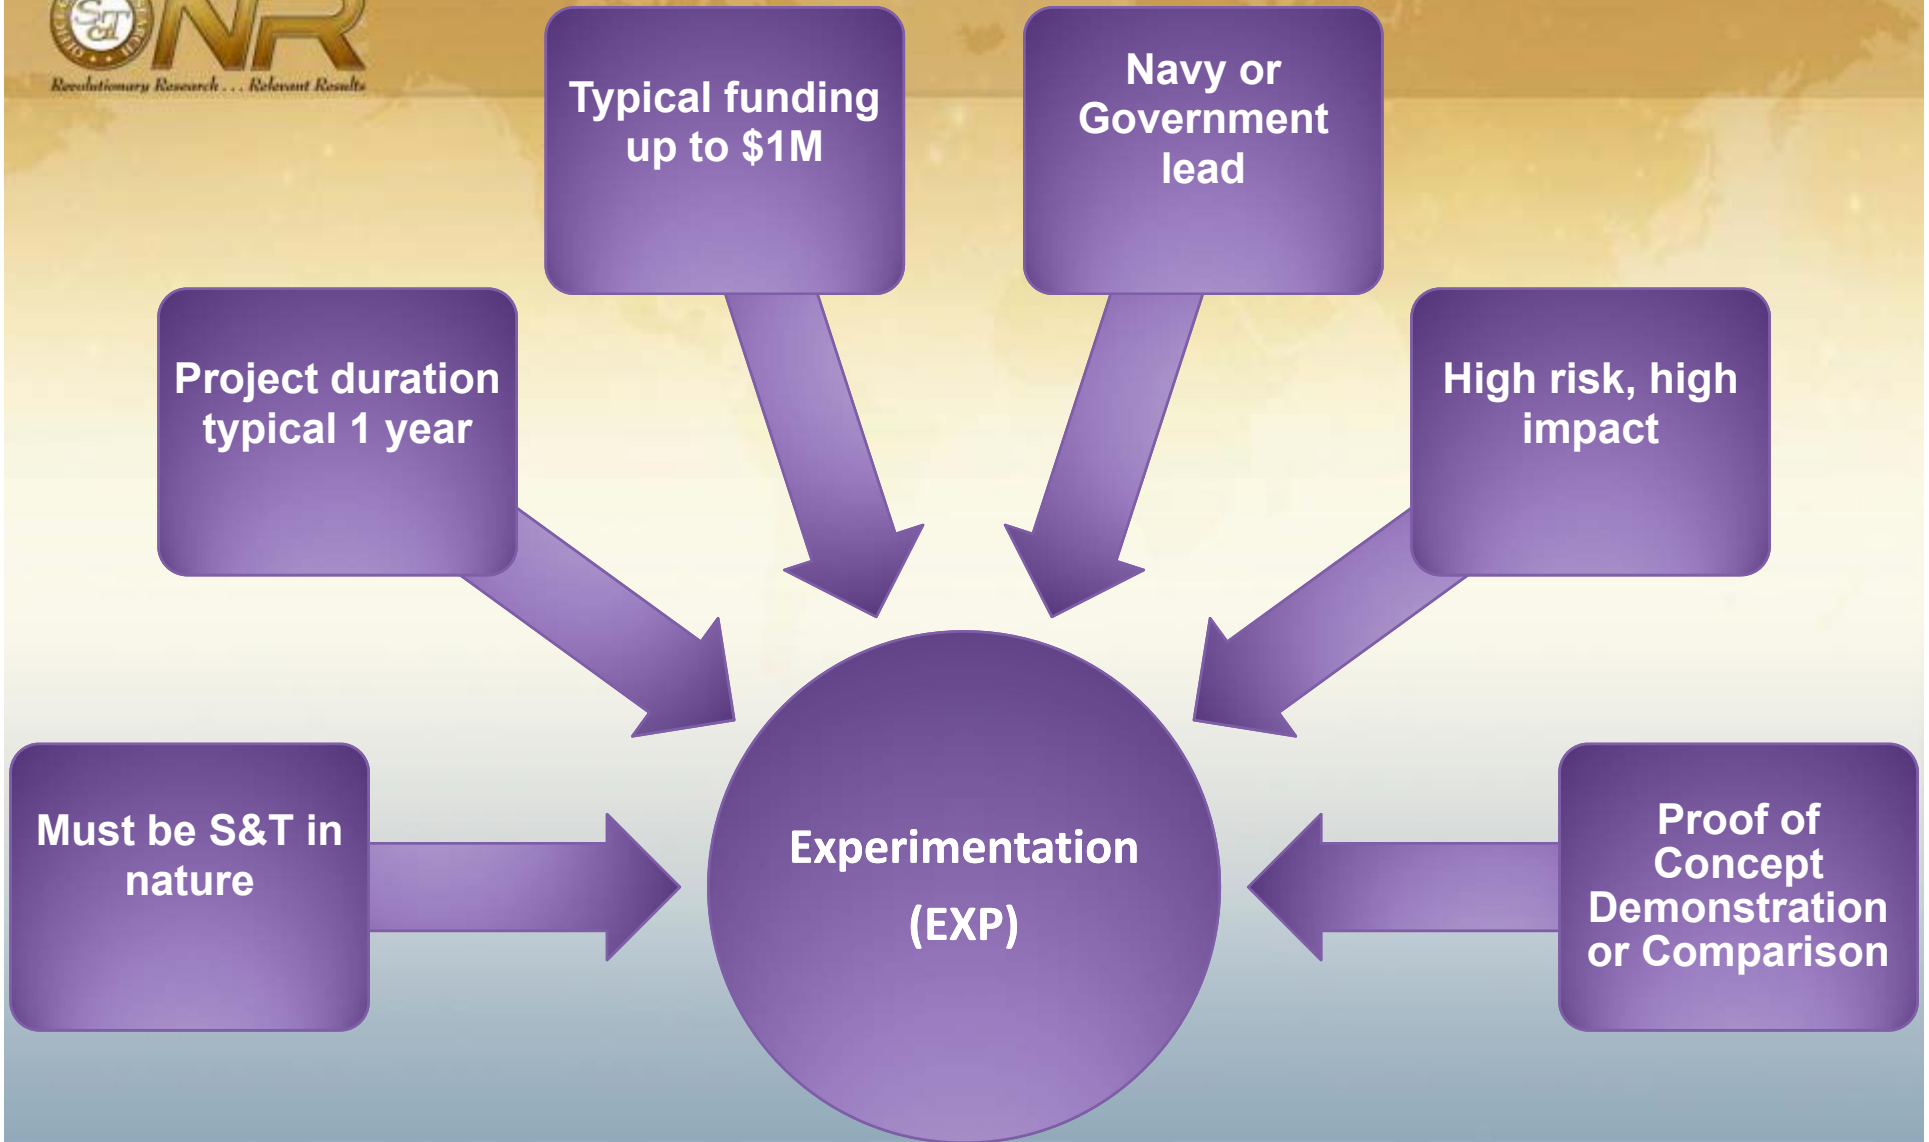 ONR
Revolutionary Research . . . Relevant Results
Typical funding
up to $1M
Navy or
Government
lead
Project duration
typical 1 year
High risk, high
impact
Must be S&T in
nature
Experimentation
(EXP)
Proof of
Concept
Demonstration
or Comparison